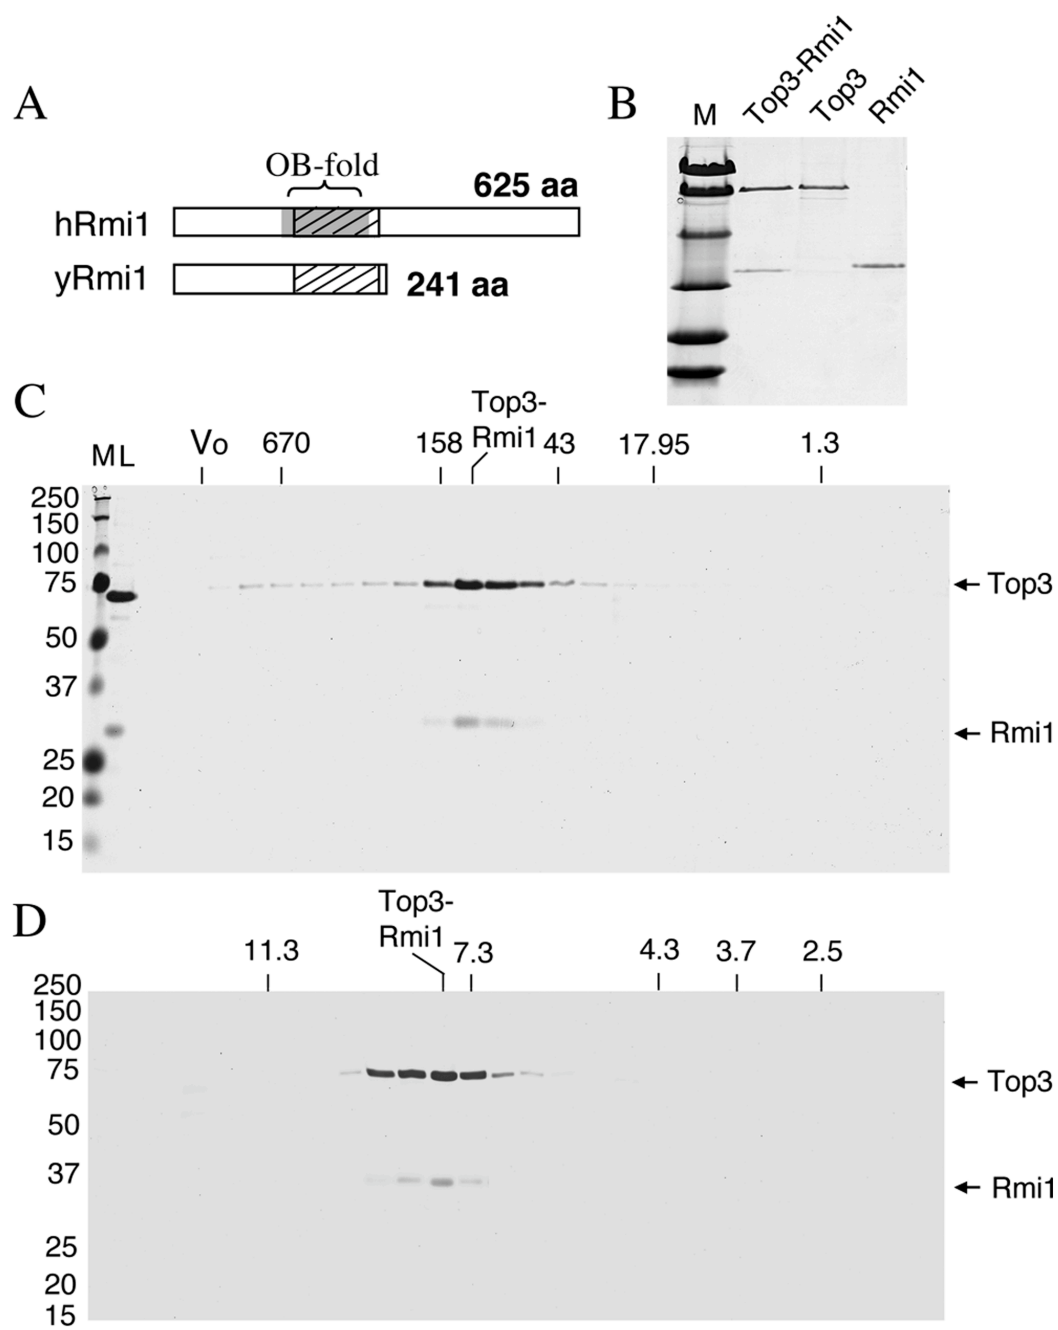 A
OB-fold
625 aa
hRmi1
yRmi1
241 aa
B
M
Top3-Rmi1
Top3
Rmi1
C
Top3-
Rmi1
M L
Vo
670
158
43
17.95
1.3
250
150
100
75
50
37
25
20
15
Top3
Rmi1
D
Top3-
Rmi1
11.3
7.3
4.3
3.7
2.5
250
150
100
75
50
37
25
20
15
Top3
Rmi1